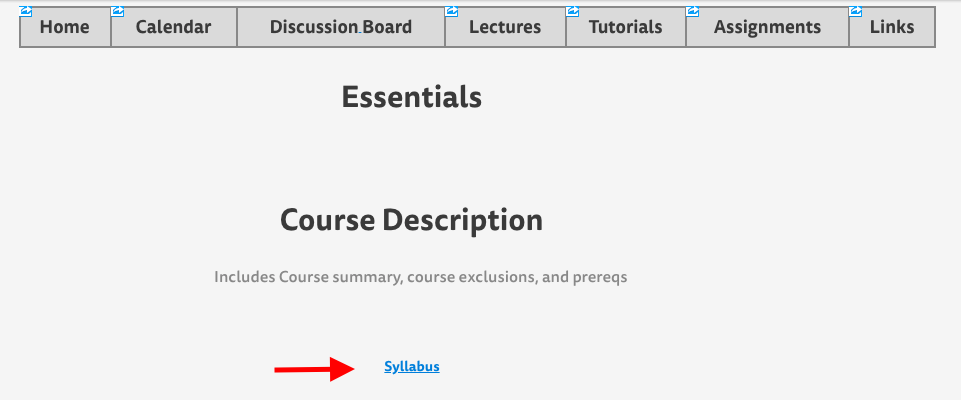 Home Calendar Discussion Board Lectures Tutorials Assignments Links
Essentials
Course Description
Includes Course summary, course exclusions, and prereqs
Syllabus